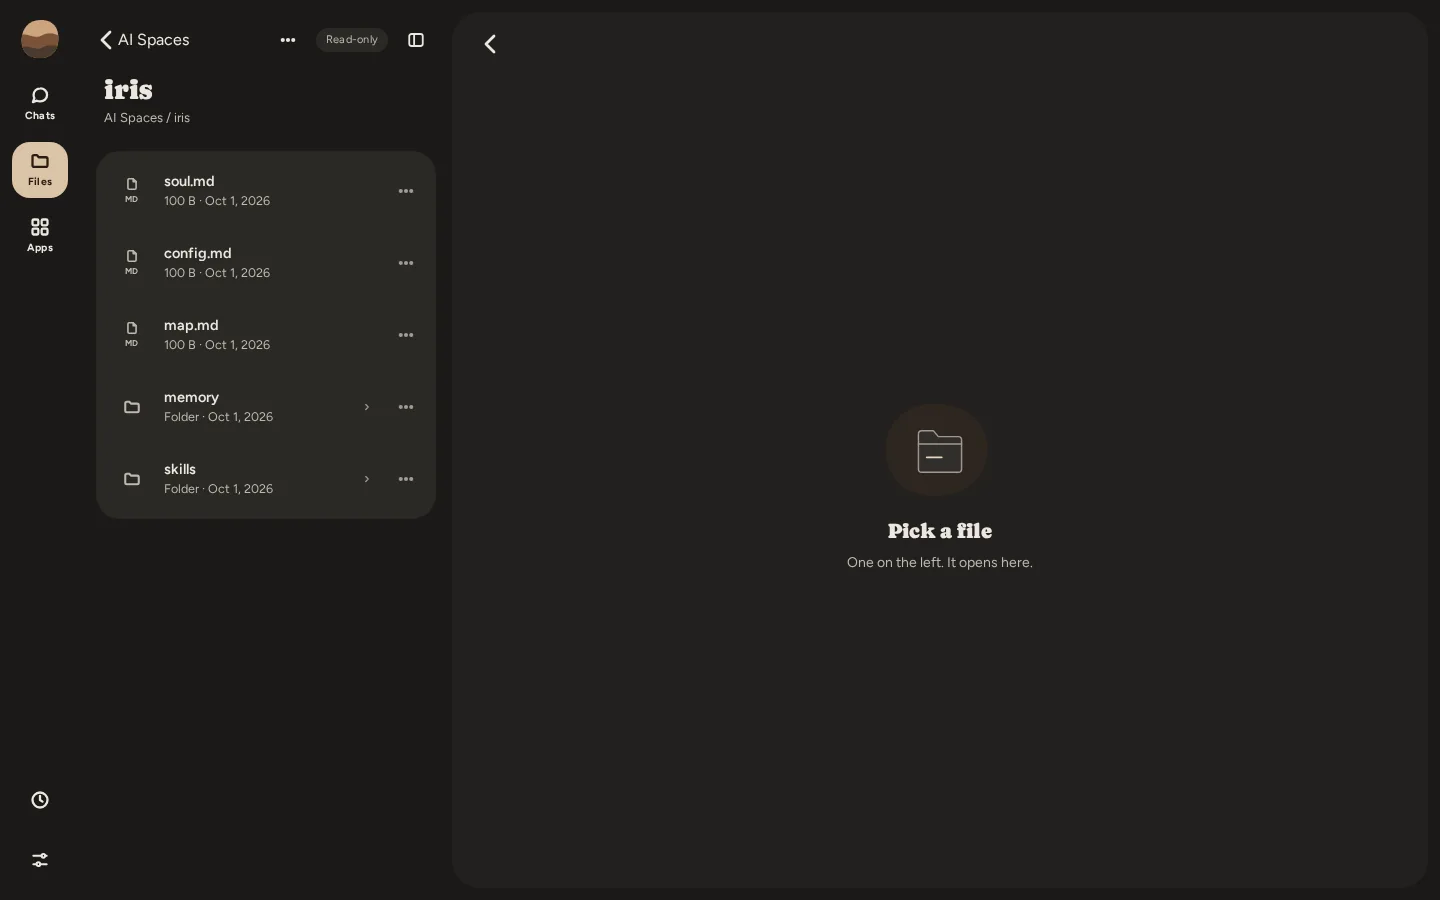 AI Spaces
Read-only
Chats
Files
Apps
iris
AI Spaces / iris
MD
soul.md
100 B · Oct 1, 2026
MD
config.md
100 B · Oct 1, 2026
MD
map.md
100 B · Oct 1, 2026
memory
Folder · Oct 1, 2026
skills
Folder · Oct 1, 2026
Pick a file
One on the left. It opens here.